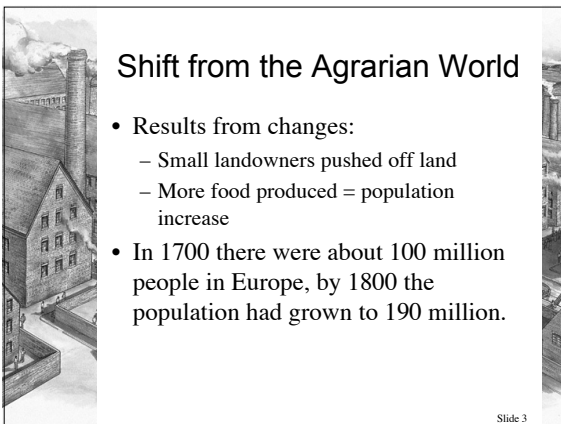 Shift from the Agrarian World
• Results from changes:
– Small landowners pushed off land
– More food produced = population
increase
• In 1700 there were about 100 million
people in Europe, by 1800 the
population had grown to 190 million.
Slide 3